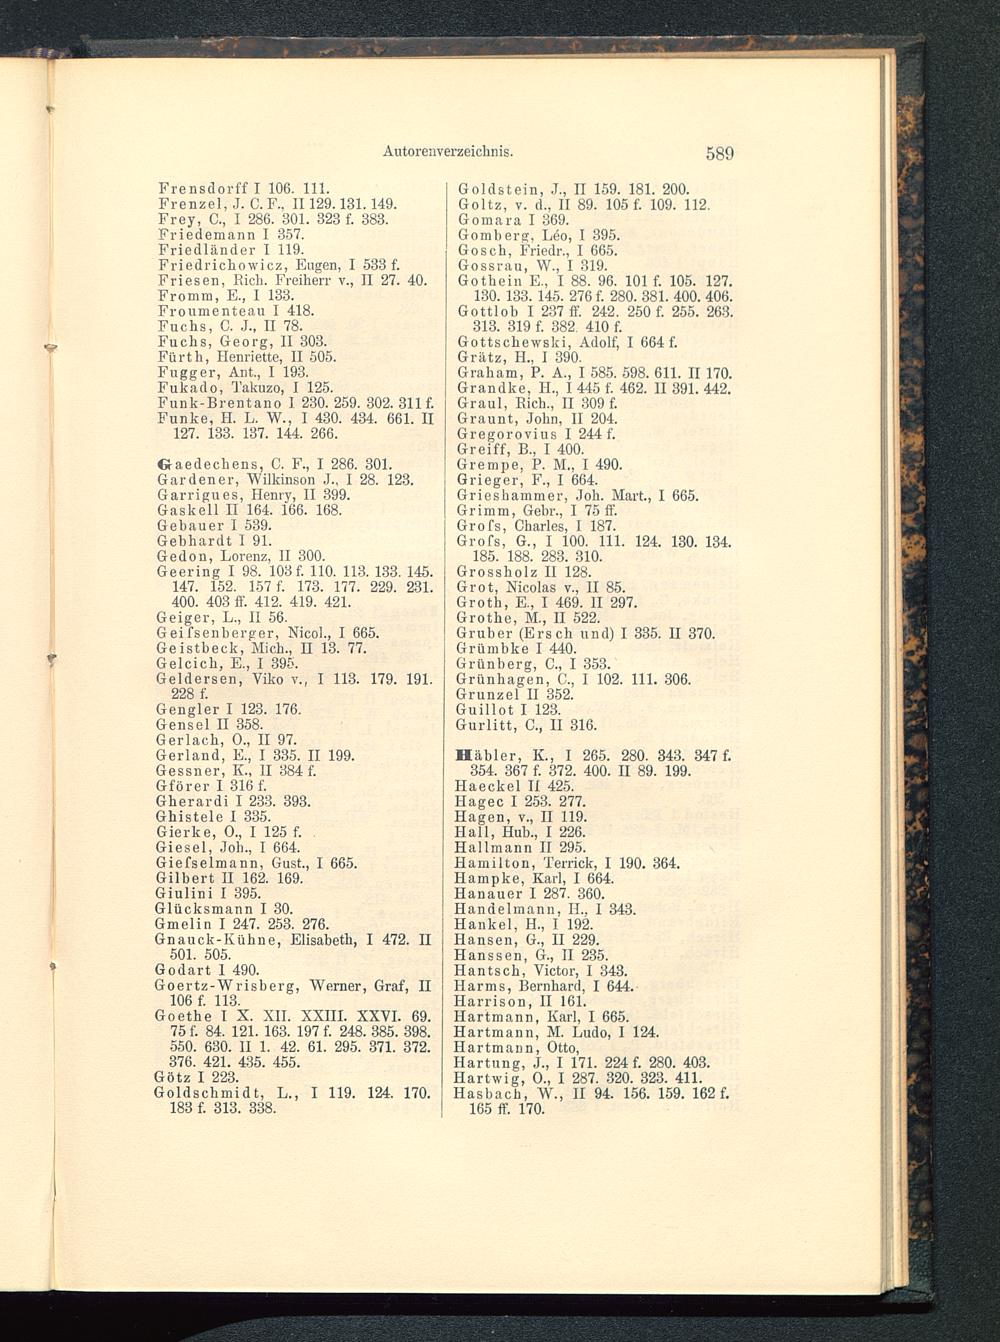 Autorenverzeichnis.
589
Frensdorff I 106. 111.
Frenzel, J. C. F., II 129. 131. 149.
Frey, C., I 286. 301. 323 f. 383.
Friedemann I 357.
Friedländer I 119.
Friedrichowicz, Eugen, I 533 f.
Friesen, Rich. Freiherr v., II 27. 40.
Fromm, E., I 133.
Froumenteau I 418.
Fuchs, C. J., II 78.
Fuchs, Georg, II 303.
Fürth, Henriette, II 505.
Fugger, Ant., I 193.
Fukado, Takuzo, I 125.
Funk-Brentano I 230. 259. 302. 311 f.
Funke, H. L. W., I 430. 434. 661. II
127. 133. 137. 144. 266.
Gaedechens, C. F., I 286. 301.
Gardener, Wilkinson J., I 28. 123.
Garrigues, Henry, II 399.
Gaskell II 164. 166. 168.
Gebauer I 539.
Gebhardt I 91.
Gedon, Lorenz, II 300.
Geering I 98. 103 f. 110. 113. 133. 145.
147. 152. 157 f. 173. 177. 229. 231.
400. 403 ff. 412. 419. 421.
Geiger, L., II 56.
Geifsenberger, Nicol., I 665.
Geistbeck, Mich., II 13. 77.
Gelcich, E., I 395.
Geldersen, Viko v., I 113. 179. 191.
228 f.
Gengler I 123. 176.
Gensel II 358.
Gerlach, O., II 97.
Gerland, E., I 335. II 199.
Gessner, K., II 384 f.
Gförer I 316 f.
Gherardi I 233. 393.
Ghistele I 335.
Gierke, O., I 125 f.
Giesel, Joh., I 664.
Giefselmann, Gust., I 665.
Gilbert II 162. 169.
Giulini I 395.
Glücksmann I 30.
Gmelin I 247. 253. 276.
Gnauck-Kühne, Elisabeth, I 472. II
501. 505.
Godart I 490.
Goertz-Wrisberg, Werner, Graf, II
106 f. 113.
Goethe I X. XII. XXIII. XXVI. 69.
75 f. 84. 121. 163. 197 f. 248. 385. 398.
550. 630. II 1. 42. 61. 295. 371. 372.
376. 421. 435. 455.
Götz I 223.
Goldschmidt, L., I 119. 124. 170.
183 f. 313. 338.
Goldstein, J., II 159. 181. 200.
Goltz, v. d., II 89. 105 f. 109. 112.
Gomara I 369.
Gomberg, Léo, I 395.
Gosch, Friedr., I 665.
Gossrau, W., I 319.
Gothein E., I 88. 96. 101 f. 105. 127.
130. 133. 145. 276 f. 280. 381. 400. 406.
Gottlob I 237 ff. 242. 250 f. 255. 263.
313. 319 f. 382. 410 f.
Gottschewski, Adolf, I 664 f.
Grätz, H., I 390.
Graham, P. A., I 585. 598. 611. II 170.
Grandke, H., I 445 f. 462. II 391. 442.
Graul, Rich., II 309 f.
Graunt, John, II 204.
Gregorovius I 244 f.
Greiff, B., I 400.
Grempe, P. M., I 490.
Grieger, F., I 664.
Grieshammer, Joh. Mart., I 665.
Grimm, Gebr., I 75 ff.
Grofs, Charles, I 187.
Grofs, G., I 100. 111. 124. 130. 134.
185. 188. 283. 310.
Grossholz II 128.
Grot, Nicolas v., II 85.
Groth, E., I 469. II 297.
Grothe, M., II 522.
Gruber (Ersch und) I 335. II 370.
Grümbke I 440.
Grünberg, C., I 353.
Grünhagen, C., I 102. 111. 306.
Grunzel II 352.
Guillot I 123.
Gurlitt, C., II 316.
Häbler, K., I 265. 280. 343. 347 f.
354. 367 f. 372. 400. II 89. 199.
Haeckel II 425.
Hagec I 253. 277.
Hagen, v., II 119.
Hall, Hub., I 226.
Hallmann II 295.
Hamilton, Terrick, I 190. 364.
Hampke, Karl, I 664.
Hanauer I 287. 360.
Handelmann, H., I 343.
Hankel, H., I 192.
Hansen, G., II 229.
Hanssen, G., II 235.
Hantsch, Victor, I 343.
Harms, Bernhard, I 644.
Harrison, II 161.
Hartmann, Karl, I 665.
Hartmann, M. Ludo, I 124.
Hartmann, Otto,
Hartung, J., I 171. 224 f. 280. 403.
Hartwig, O., I 287. 320. 323. 411.
Hasbach, W., II 94. 156. 159. 162 f.
165 ff. 170.